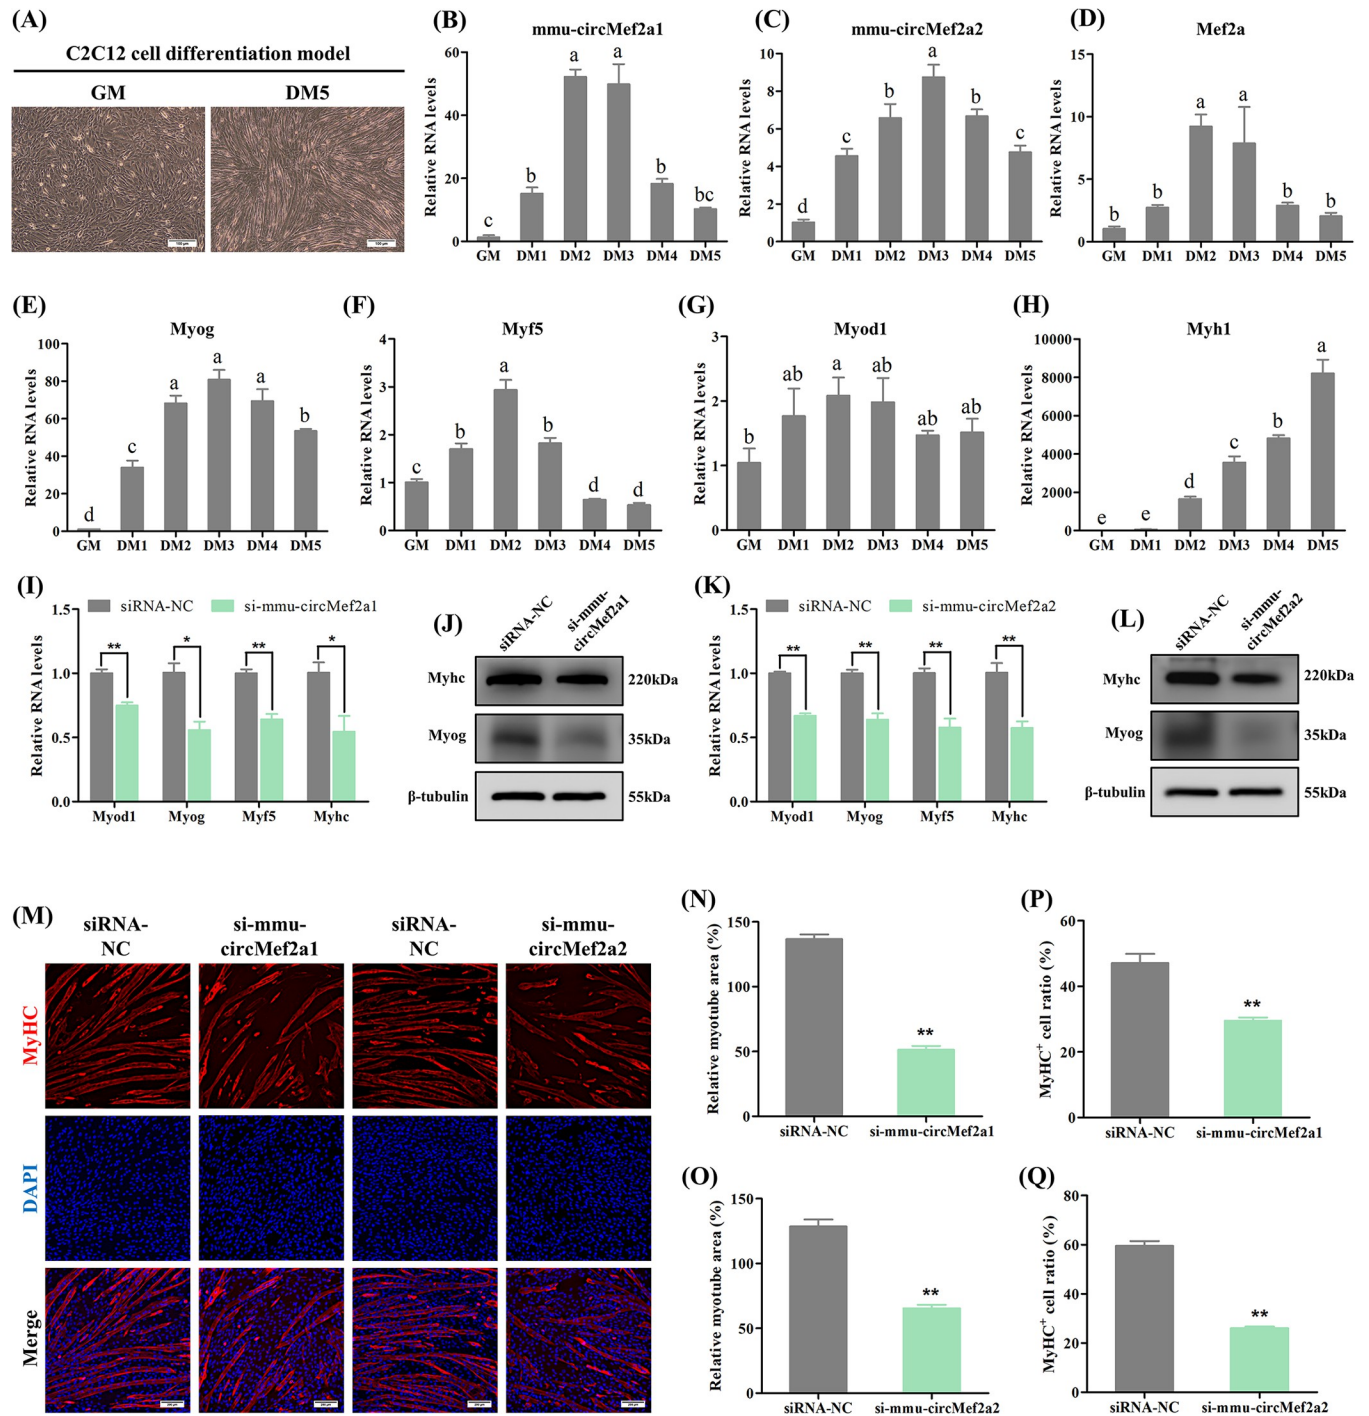 (A)
C2C12 cell differentiation model
GM DM5
100 μm 100 μm
(B)
mmu-circMef2a1
Relative RNA levels
60
40
20
0
c b a a b bc
GM DM1 DM2 DM3 DM4 DM5
(C)
mmu-circMef2a2
Relative RNA levels
10
8
6
4
2
0
d c b a b c
GM DM1 DM2 DM3 DM4 DM5
(D)
Mef2a
Relative RNA levels
15
10
5
0
b b a a b b
GM DM1 DM2 DM3 DM4 DM5
(E)
Myog
Relative RNA levels
100
80
60
40
20
0
d c a a a b
GM DM1 DM2 DM3 DM4 DM5
(F)
Myf5
Relative RNA levels
4
3
2
1
0
c b a b d d
GM DM1 DM2 DM3 DM4 DM5
(G)
Myod1
Relative RNA levels
3
2
1
0
b ab a ab ab ab
GM DM1 DM2 DM3 DM4 DM5
(H)
Myh1
Relative RNA levels
10000
8000
6000
4000
2000
0
e e d c b a
GM DM1 DM2 DM3 DM4 DM5
(I)
siRNA-NC si-mmu-circMef2a1
Relative RNA levels
1.5
1.0
0.5
0.0
** * ** *
Myod1 Myog Myf5 Myhc
(J)
siRNA-NC
si-mmu-
circMef2a1
Myhc 220kDa
Myog 35kDa
β-tubulin 55kDa
(K)
siRNA-NC si-mmu-circMef2a2
Relative RNA levels
1.5
1.0
0.5
0.0
** ** ** **
Myod1 Myog Myf5 Myhc
(L)
siRNA-NC
si-mmu-
circMef2a2
Myhc 220kDa
Myog 35kDa
β-tubulin 55kDa
(M)
siRNA- si-mmu- siRNA- si-mmu-
NC circMef2a1 NC circMef2a2
MyHC
DAPI
Merge
200 μm 200 μm 200 μm 200 μm
(N)
Relative myotube area (%)
150
100
50
0
**
siRNA-NC si-mmu-circMef2a1
(P)
MyHC+ cell ratio (%)
60
40
20
0
**
siRNA-NC si-mmu-circMef2a1
(O)
Relative myotube area (%)
150
100
50
0
**
siRNA-NC si-mmu-circMef2a2
(Q)
MyHC+ cell ratio (%)
80
60
40
20
0
**
siRNA-NC si-mmu-circMef2a2